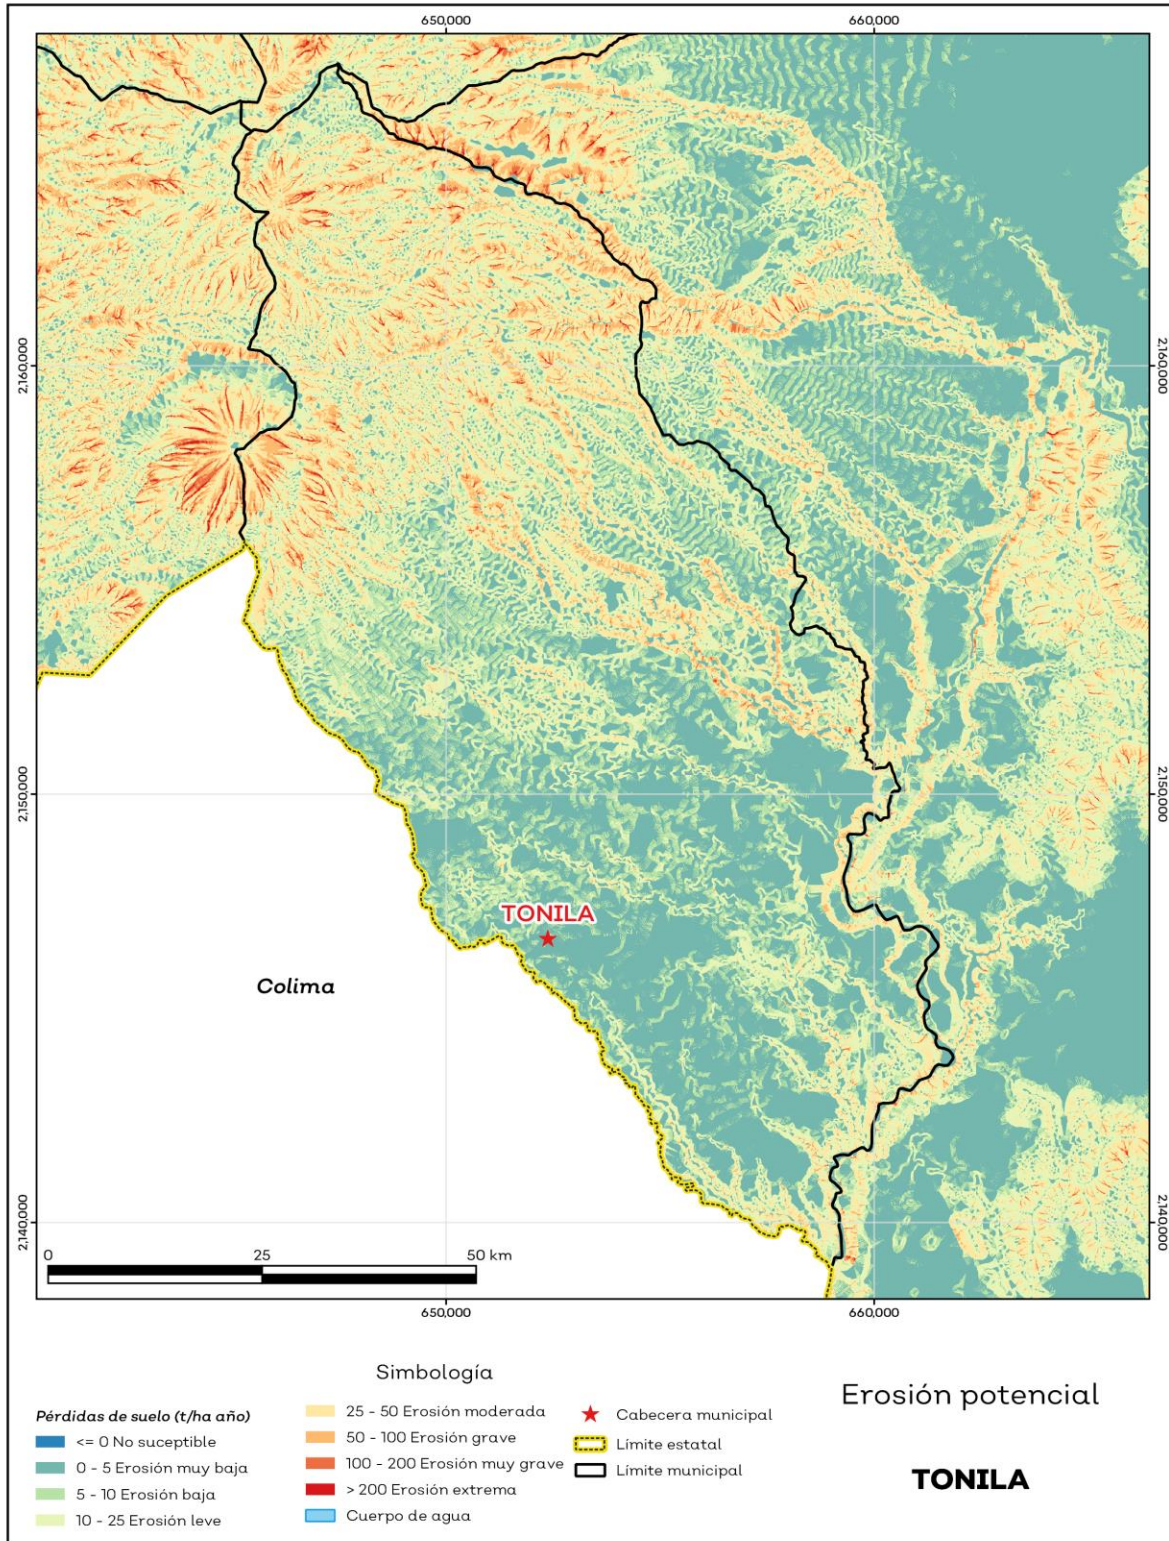 650,000
660,000
2,160,000
2,160,000
2,150,000
2,150,000
TONILA
Colima
2,140,000
2,140,000
0 25 50 km
650,000
660,000
Simbología
Pérdidas de suelo (t/ha año)
<= 0 No suceptible
0 - 5 Erosión muy baja
5 - 10 Erosión baja
10 - 25 Erosión leve
25 - 50 Erosión moderada
50 - 100 Erosión grave
100 - 200 Erosión muy grave
> 200 Erosión extrema
Cuerpo de agua
Cabecera municipal
Límite estatal
Límite municipal
Erosión potencial
TONILA